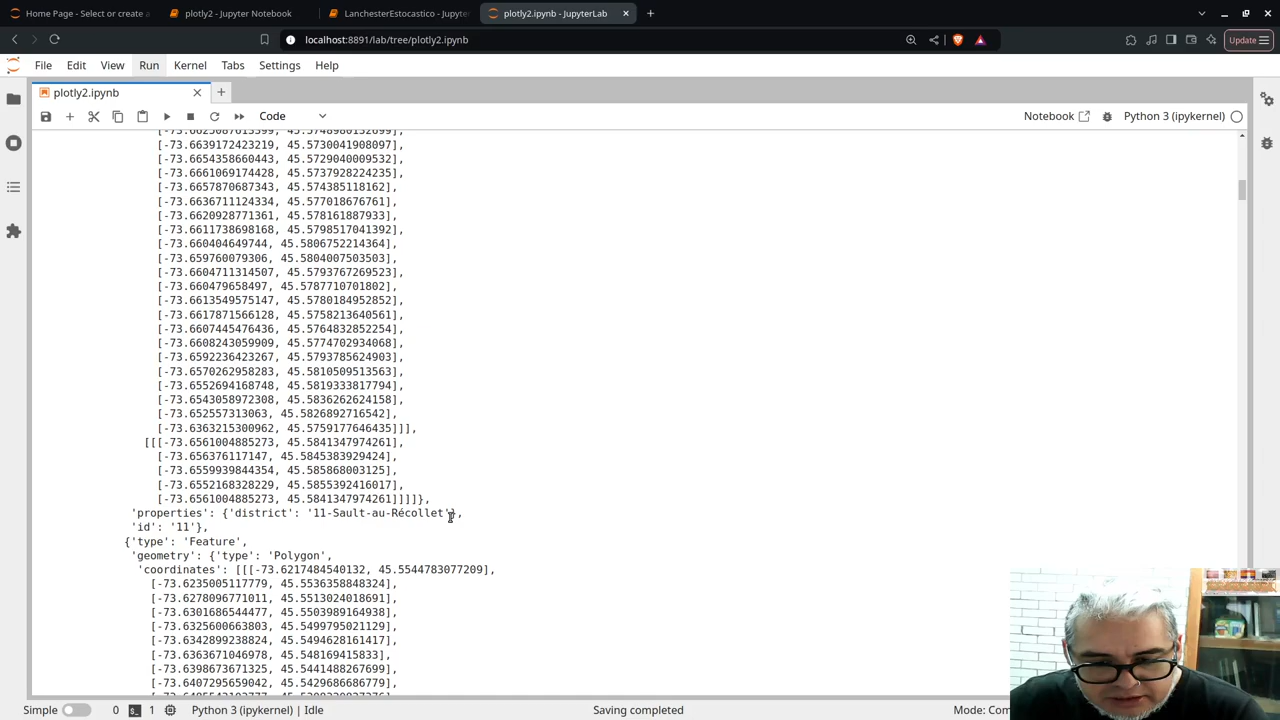 Home Page - Select or create a
plotly2 - Jupyter Notebook
LanchesterEstocastico - Jupyte
plotly2.ipynb - JupyterLab
localhost:8891/lab/tree/plotly2.ipynb
Update
File Edit View Run Kernel Tabs Settings Help
plotly2.ipynb
Code
Notebook
Python 3 (ipykernel)
[-73.6639172423219, 45.5730041908097],
[-73.6654358660443, 45.5729040009532],
[-73.6661069174428, 45.5737928224235],
[-73.6657870687343, 45.574385118162],
[-73.6636711124334, 45.577018676761],
[-73.6620928771361, 45.578161887933],
[-73.6611738698168, 45.5798517041392],
[-73.660404649744, 45.5806752214364],
[-73.659760079306, 45.5804007503503],
[-73.6604711314507, 45.5793767269523],
[-73.660479658497, 45.5787710701802],
[-73.6613549575147, 45.5780184952852],
[-73.6617871566128, 45.5758213640561],
[-73.6607445476436, 45.5764832852254],
[-73.6608243059909, 45.5774702934068],
[-73.6592236423267, 45.5793785624903],
[-73.6570262958283, 45.5810509513563],
[-73.6552694168748, 45.5819333817794],
[-73.6543058972308, 45.5836262624158],
[-73.652557313063, 45.5826892716542],
[-73.6363215300962, 45.5759177646435]]],
[[[-73.6561004885273, 45.5841347974261],
[-73.656376117147, 45.5845383929424],
[-73.6559939844354, 45.585868003125],
[-73.6552168328229, 45.5855392416017],
[-73.6561004885273, 45.5841347974261]]]]},
'properties': {'district': '11-Sault-au-Récollet'},
'id': '11'},
{'type': 'Feature',
'geometry': {'type': 'Polygon',
'coordinates': [[[-73.6217484540132, 45.5544783077209],
[-73.6235005117779, 45.5530358848324],
[-73.6278096771011, 45.5513024018691],
[-73.6301686544477, 45.5503989164938],
[-73.6325600663803, 45.5499795021129],
[-73.6342899238824, 45.5494628161417],
[-73.6363671046978, 45.548169415833],
[-73.6398673671325, 45.5441488267699],
[-73.6407295659042, 45.5429686686779],
Simple
0
1
Python 3 (ipykernel) | Idle
Saving completed
Mode: Com